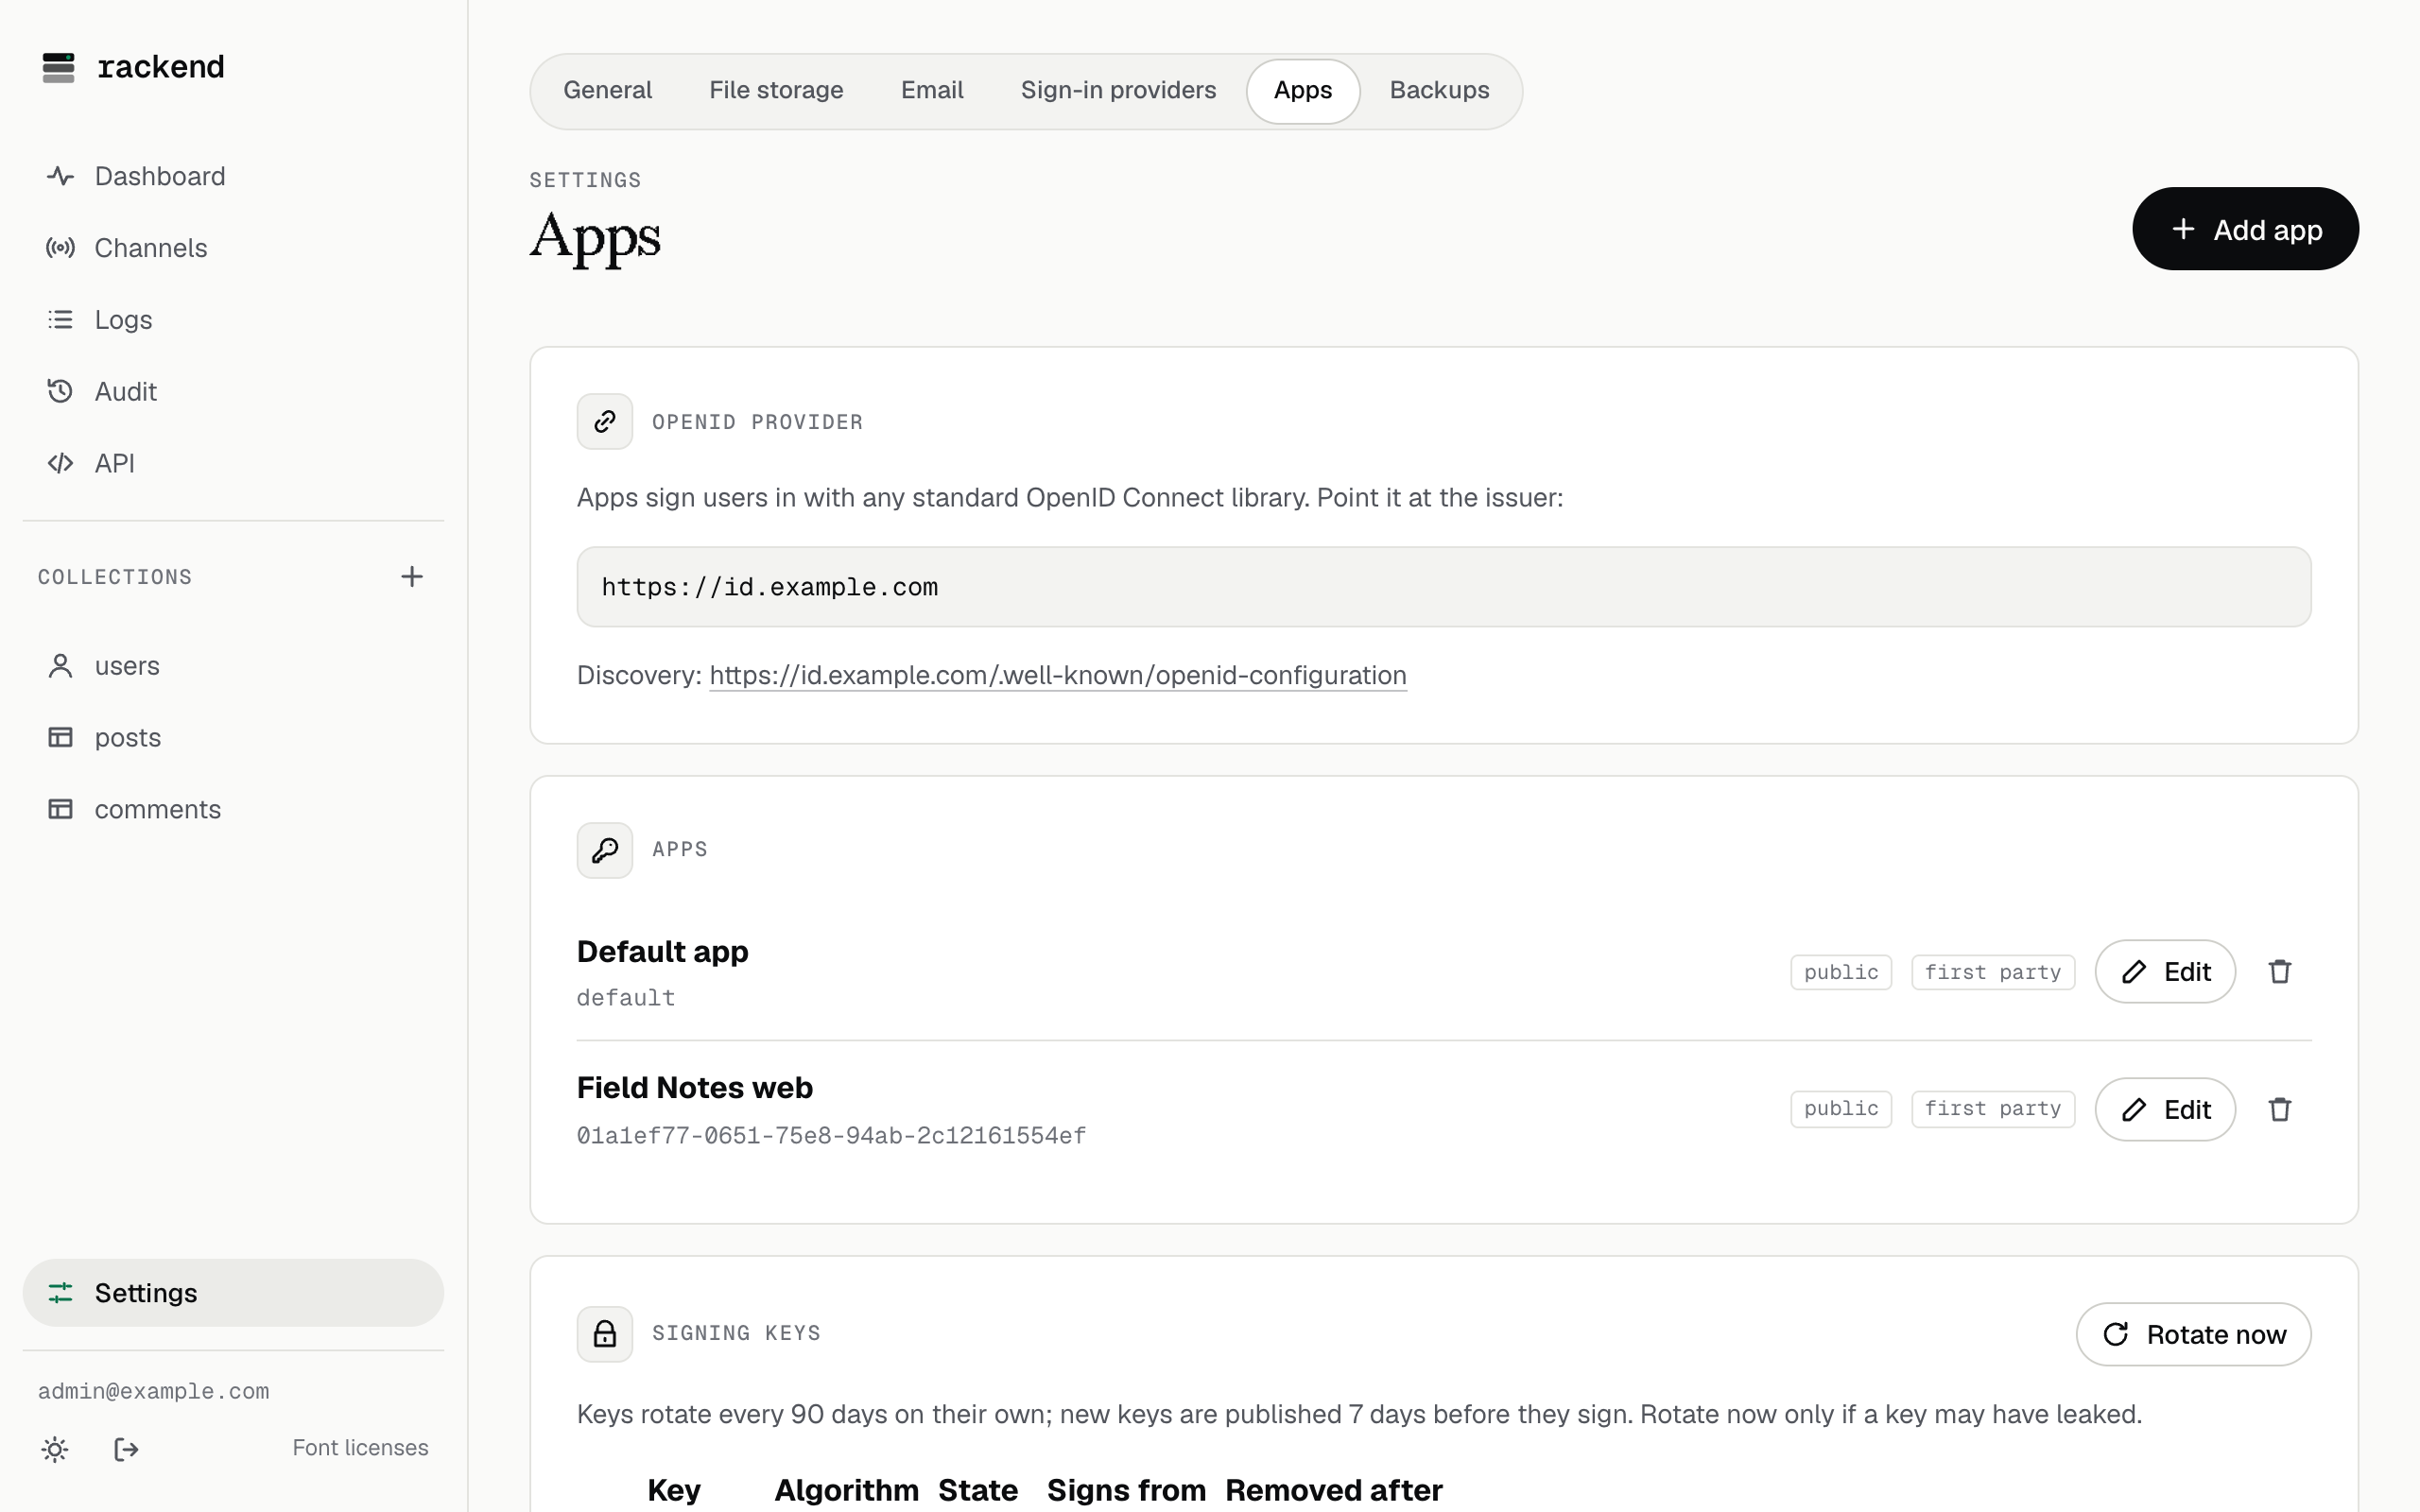 rackend
Dashboard
Channels
Logs
Audit
API
COLLECTIONS
users
posts
comments
Settings
admin@example.com
Font licenses
General File storage Email Sign-in providers Apps Backups
SETTINGS
Apps
Add app
OPENID PROVIDER
Apps sign users in with any standard OpenID Connect library. Point it at the issuer:
https://id.example.com
Discovery: https://id.example.com/.well-known/openid-configuration
APPS
Default app
default
public first party Edit
Field Notes web
01a1ef77-0651-75e8-94ab-2c12161554ef
public first party Edit
SIGNING KEYS
Rotate now
Keys rotate every 90 days on their own; new keys are published 7 days before they sign. Rotate now only if a key may have leaked.
Key Algorithm State Signs from Removed after